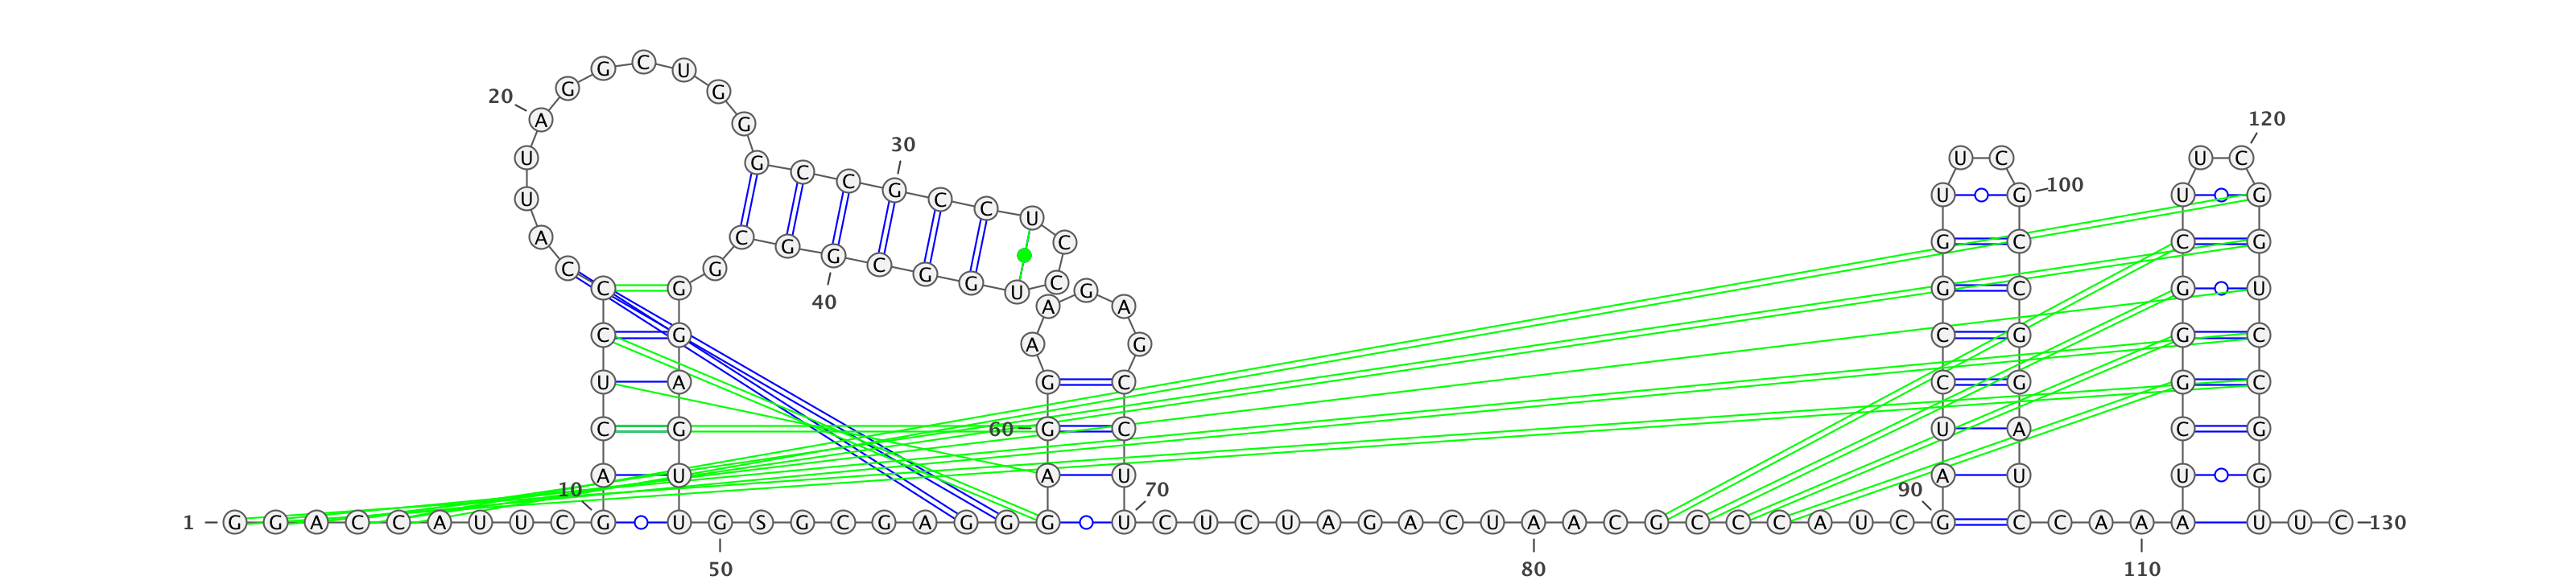 1
G G A C C A U U C
10
G A C U C C C A U U
20
A G G C U G G G C C
30
G C C U C C U G G C
40
G G C G G G A G U U
50
G S G C G A G G G A
60
G G A A G A G C C U
70
U C U C U A G A C U
80
A A C G C C C A U C
90
G A U C C G G U U C
100
G C C G G A U C C A
110
A A U C G G G C U U
120
C G G U C C G G U U
130
C